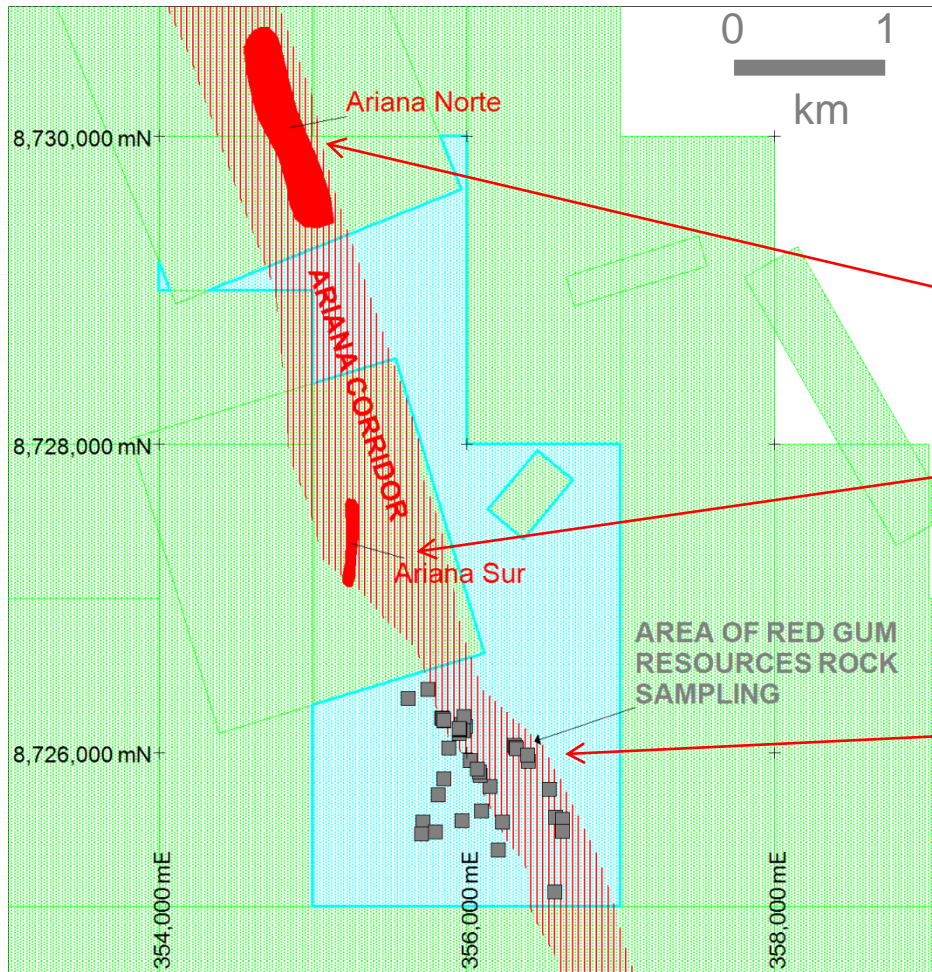 0 1
km
Ariana Norte
8,730,000 mN
ARIANA CORRIDOR
8,728,000 mN
Ariana Sur
AREA OF RED GUM
RESOURCES ROCK
SAMPLING
8,726,000 mN
354,000 mE
356,000 mE
358,000 mE